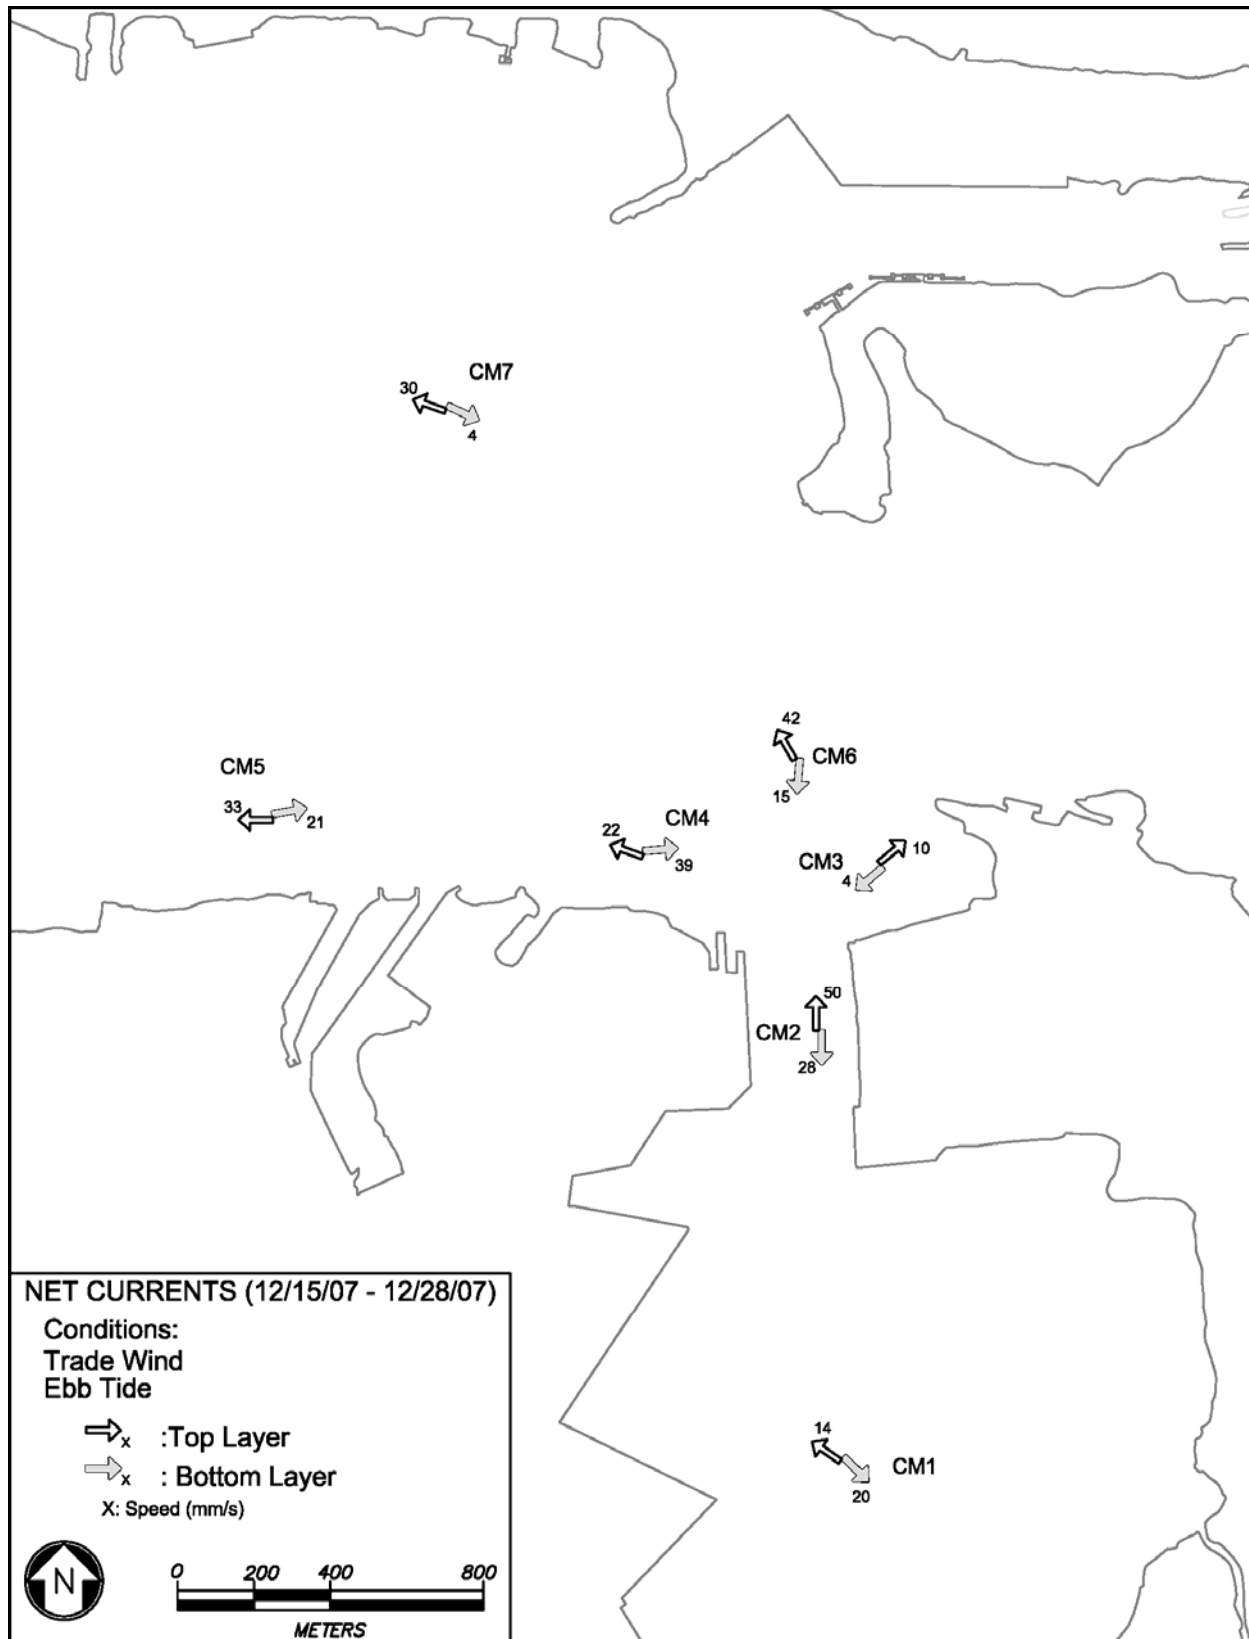 30
CM7
4
42
CM6
15
CM5
33
21
22
CM4
39
CM3
10
4
50
CM2
28
14
CM1
20
NET CURRENTS (12/15/07 - 12/28/07)
Conditions:
Trade Wind
Ebb Tide
x :Top Layer
x : Bottom Layer
X: Speed (mm/s)
N
0 200 400 800
METERS